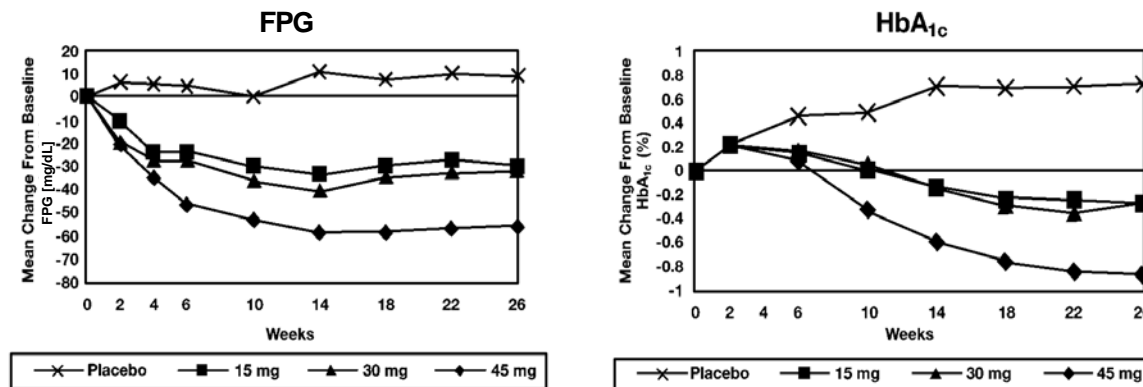 FPG
Mean Change From Baseline
FPG [mg/dL]
20
10
0
-10
-20
-30
-40
-50
-60
-70
-80
0 2 4 6 10 14 18 22 26
Weeks
Placebo 15 mg 30 mg 45 mg
HbA1c
Mean Change From Baseline
HbA1c (%)
1
0.8
0.6
0.4
0.2
0
-0.2
-0.4
-0.6
-0.8
-1
0 2 4 6 10 14 18 22
Weeks
Placebo 15 mg 30 mg 45 mg